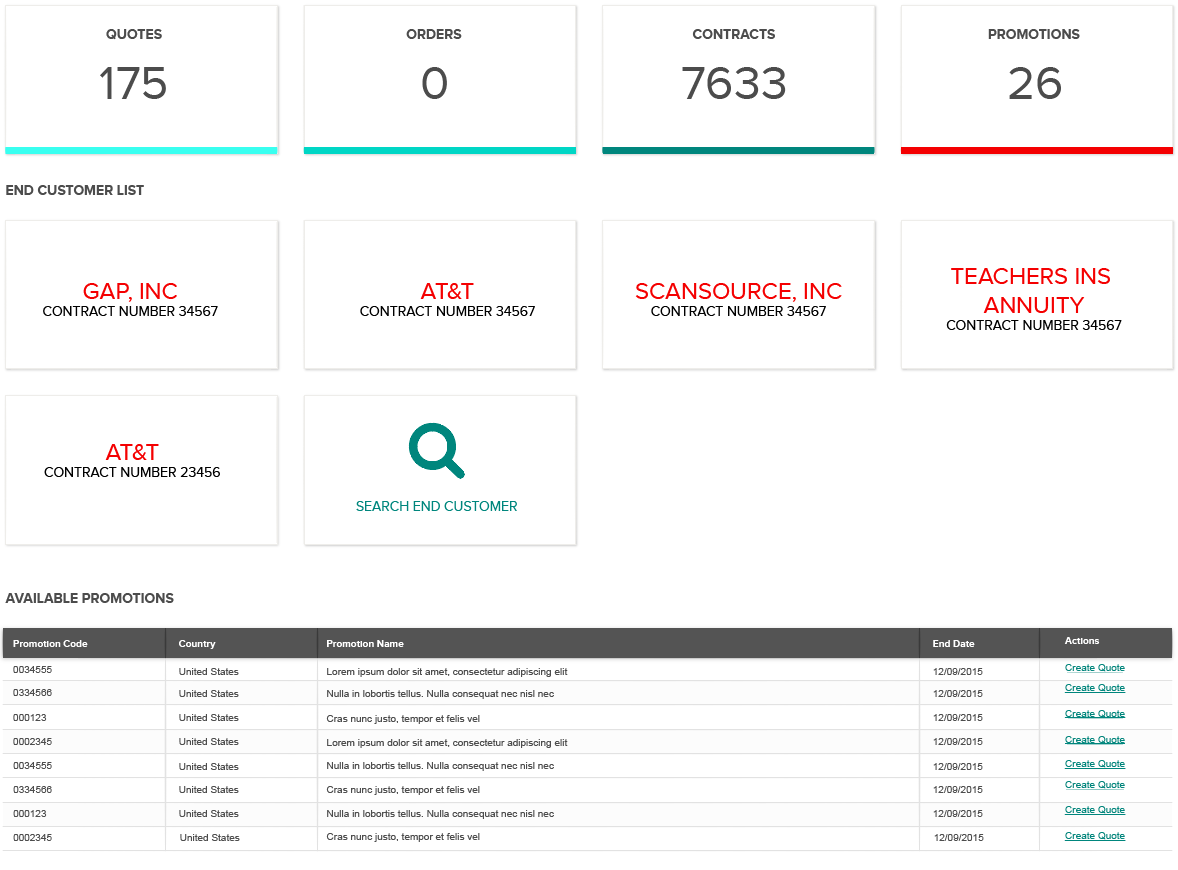 QUOTES ORDERS CONTRACTS PROMOTIONS
175 0 7633 26
END CUSTOMER LIST
GAP, INC
CONTRACT NUMBER 34567
AT&T
CONTRACT NUMBER 34567
SCANSOURCE, INC
CONTRACT NUMBER 34567
TEACHERS INS
ANNUITY
CONTRACT NUMBER 34567
AT&T
CONTRACT NUMBER 23456
SEARCH END CUSTOMER
AVAILABLE PROMOTIONS
Promotion Code Country Promotion Name End Date Actions
0034555 United States Lorem ipsum dolor sit amet, consectetur adipiscing elit 12/09/2015 Create Quote
0334566 United States Nulla in lobortis tellus. Nulla consequat nec nisl nec 12/09/2015 Create Quote
000123 United States Cras nunc justo, tempor et felis vel 12/09/2015 Create Quote
0002345 United States Lorem ipsum dolor sit amet, consectetur adipiscing elit 12/09/2015 Create Quote
0034555 United States Nulla in lobortis tellus. Nulla consequat nec nisl nec 12/09/2015 Create Quote
0334566 United States Cras nunc justo, tempor et felis vel 12/09/2015 Create Quote
000123 United States Nulla in lobortis tellus. Nulla consequat nec nisl nec 12/09/2015 Create Quote
0002345 United States Cras nunc justo, tempor et felis vel 12/09/2015 Create Quote